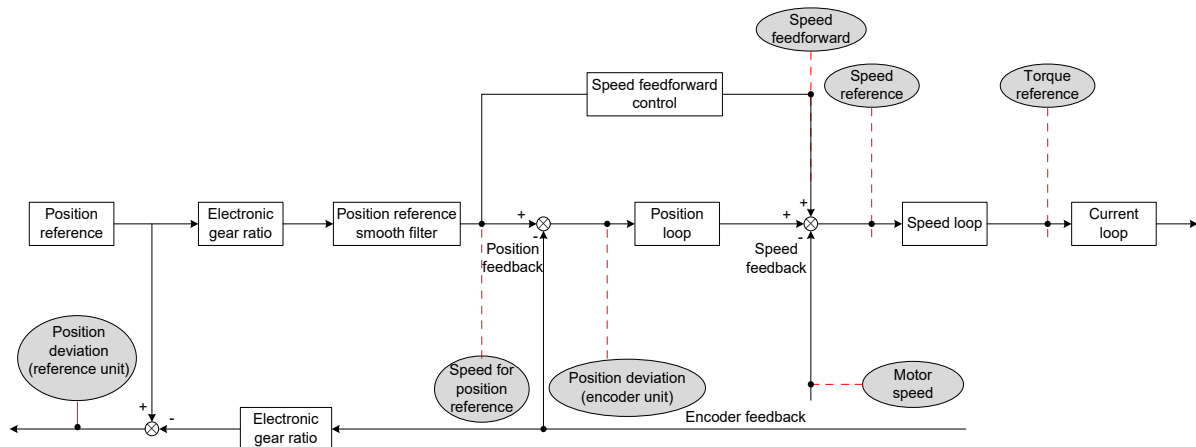 Speed
feedforward
Speed
reference
Torque
reference
Speed feedforward
control
+
Position
reference
Electronic
gear ratio
Position reference
smooth filter
+
-
Position
feedback
Position
loop
+
-
Speed
feedback
Speed loop
Current
loop
Position
deviation
(reference unit)
Speed for
position
reference
Position deviation
(encoder unit)
Motor
speed
+
-
Electronic
gear ratio
Encoder feedback